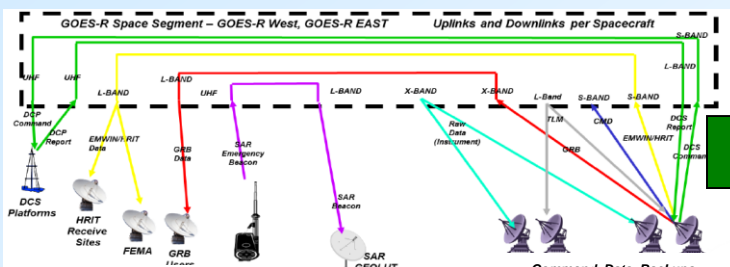 GOES-R Space Segment – GOES-R West, GOES-R EAST Uplinks and Downlinks per Spacecraft
S-BAND
L-BAND
UHF UHF L-BAND L-BAND UHF L-BAND X-BAND X-BAND L-Band S-BAND S-BAND
DCP
Command
DCP
Report
EMWIN/HRIT
Data
GRB
Data
SAR
Emergency
Beacon
SAR
Beacon
Raw
Data
(Instrument)
TLM
GRB
CMD
EMWIN/HRIT
DCS
Report
DCS
Command
DCS
Platforms
HRIT
Receive
Sites
FEMA
GRB
Users
SAR